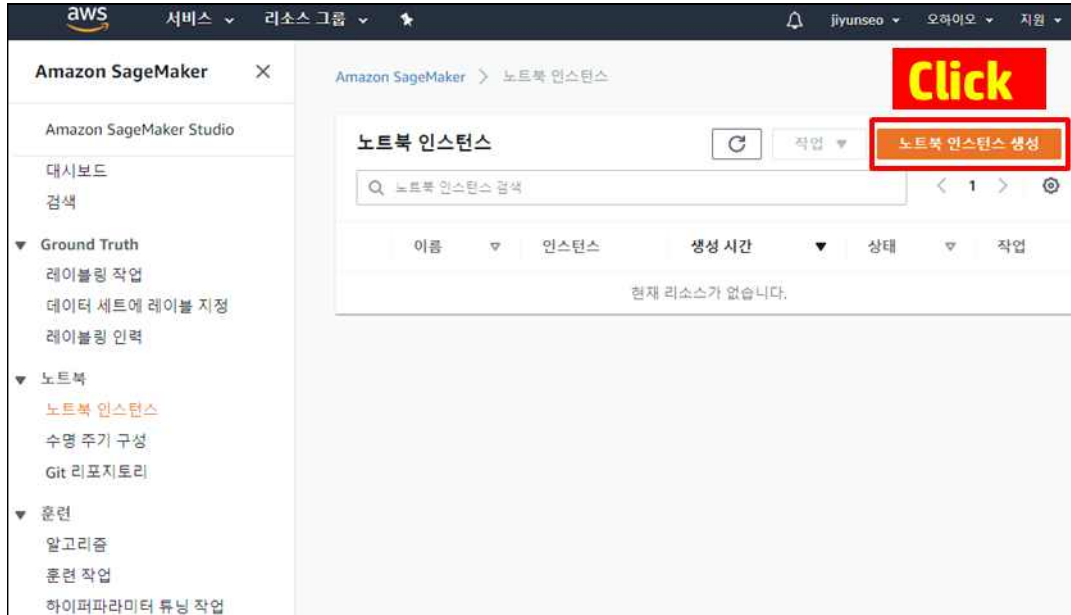 aws 서비스 리소스 그룹 jiyunseo 오하이오 지원
Amazon SageMaker
Amazon SageMaker Studio
대시보드
검색
Ground Truth
레이블링 작업
데이터 세트에 레이블 지정
레이블링 인력
노트북
노트북 인스턴스
수명 주기 구성
Git 리포지토리
훈련
알고리즘
훈련 작업
하이퍼파라미터 튜닝 작업
Amazon SageMaker > 노트북 인스턴스
Click
노트북 인스턴스 작업 노트북 인스턴스 생성
노트북 인스턴스 검색 < 1 >
이름 인스턴스 생성 시간 상태 작업
현재 리소스가 없습니다.